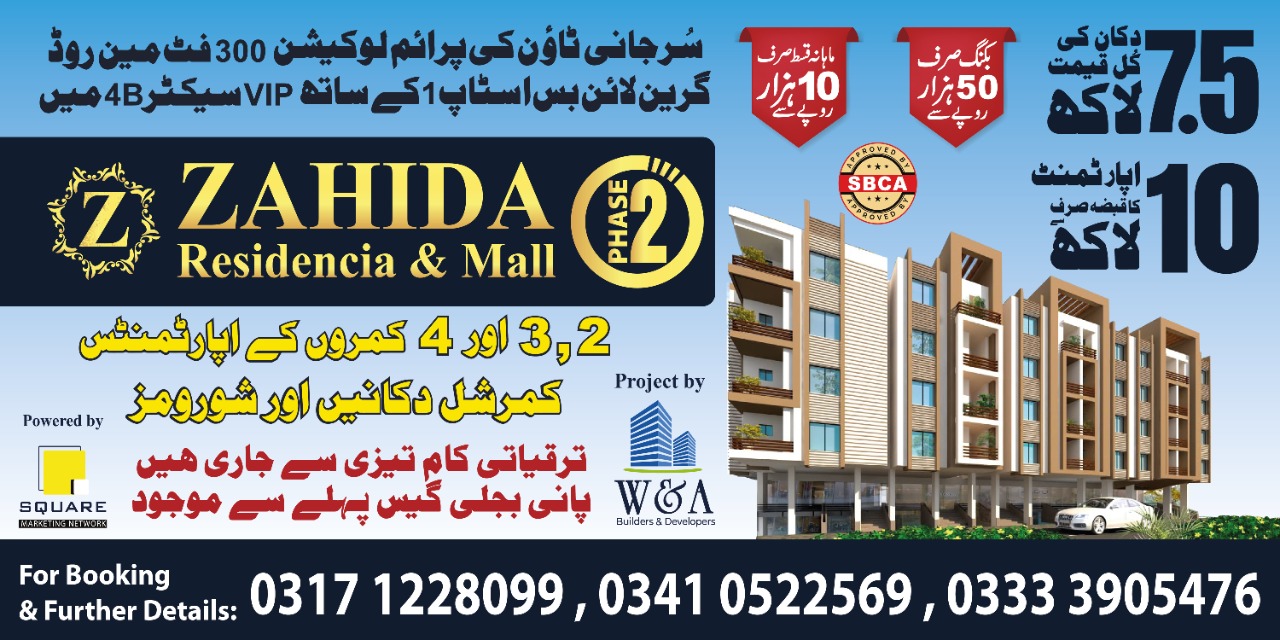 سُرجانی ٹاؤن کی پرائم لوکیشن 300 فٹ مین روڈ
گرین لائن بس اسٹاپ 1 کے ساتھ VIP سیکٹر 4B میں
ماہانہ قسط صرف
10 ہزار
روپے سے
بکنگ صرف
50 ہزار
روپے سے
دکان کی
کُل قیمت
7.5 لاکھ
اپارٹمنٹ
کا قبضہ صرف
10 لاکھ سے
APPROVED BY
SBCA
APPROVED BY
Z
ZAHIDA
Residencia & Mall
PHASE 2
2, 3 اور 4 کمروں کے اپارٹمنٹس
کمرشل دکانیں اور شورومز
ترقیاتی کام تیزی سے جاری ھیں
پانی بجلی گیس پہلے سے موجود
Powered by
SQUARE
MARKETING NETWORK
Project by
W&A
Builders & Developers
For Booking
& Further Details:
0317 1228099 , 0341 0522569 , 0333 3905476